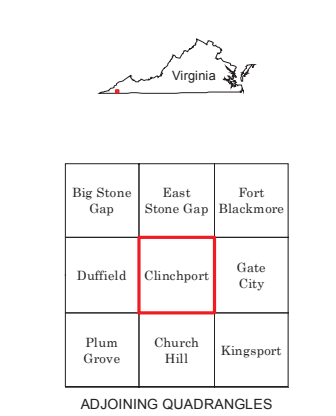 Virginia
Big Stone
Gap
East
Stone Gap
Fort
Blackmore
Duffield
Clinchport
Gate
City
Plum
Grove
Church
Hill
Kingsport
ADJOINING QUADRANGLES